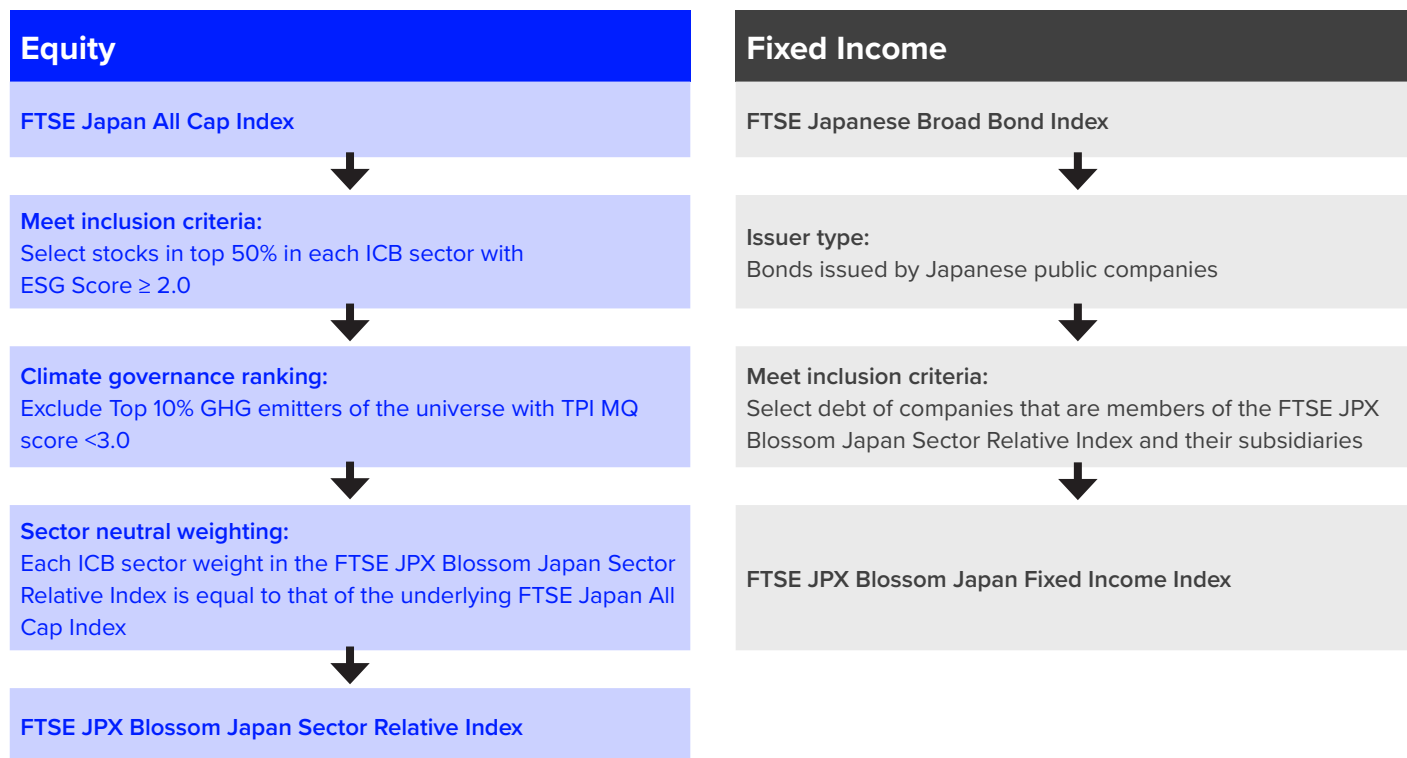 Equity
FTSE Japan All Cap Index
Meet inclusion criteria:
Select stocks in top 50% in each ICB sector with
ESG Score ≥ 2.0
Climate governance ranking:
Exclude Top 10% GHG emitters of the universe with TPI MQ
score <3.0
Sector neutral weighting:
Each ICB sector weight in the FTSE JPX Blossom Japan Sector
Relative Index is equal to that of the underlying FTSE Japan All
Cap Index
FTSE JPX Blossom Japan Sector Relative Index
Fixed Income
FTSE Japanese Broad Bond Index
Issuer type:
Bonds issued by Japanese public companies
Meet inclusion criteria:
Select debt of companies that are members of the FTSE JPX
Blossom Japan Sector Relative Index and their subsidiaries
FTSE JPX Blossom Japan Fixed Income Index